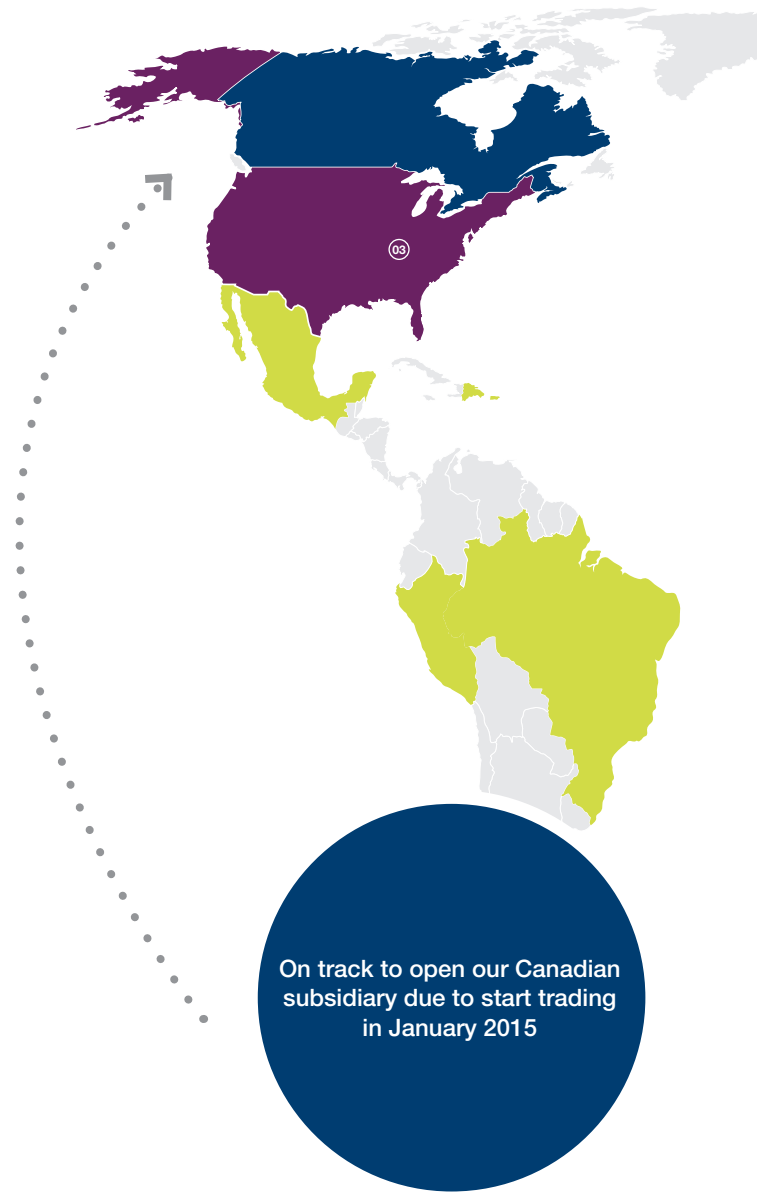 03
On track to open our Canadian
subsidiary due to start trading
in January 2015